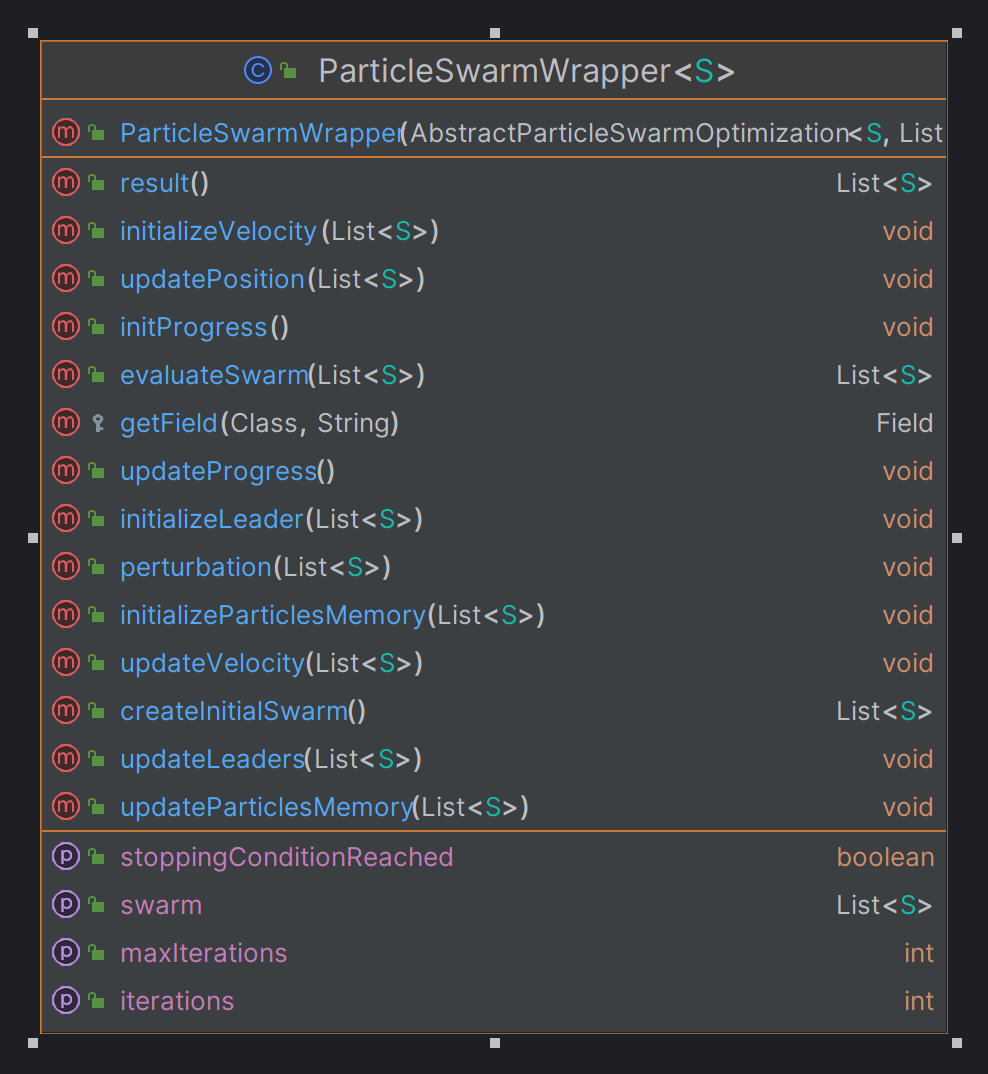 ParticleSwarmWrapper<S>
ParticleSwarmWrapper(AbstractParticleSwarmOptimization<S, List
result() List<S>
initializeVelocity(List<S>) void
updatePosition(List<S>) void
initProgress() void
evaluateSwarm(List<S>) List<S>
getField(Class, String) Field
updateProgress() void
initializeLeader(List<S>) void
perturbation(List<S>) void
initializeParticlesMemory(List<S>) void
updateVelocity(List<S>) void
createInitialSwarm() List<S>
updateLeaders(List<S>) void
updateParticlesMemory(List<S>) void
stoppingConditionReached boolean
swarm List<S>
maxIterations int
iterations int